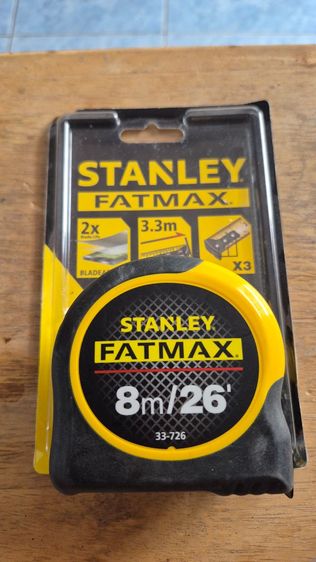 STANLEY
FATMAX
2x
3.3m
X3
STANLEY
FATMAX
8m/26'
33-726